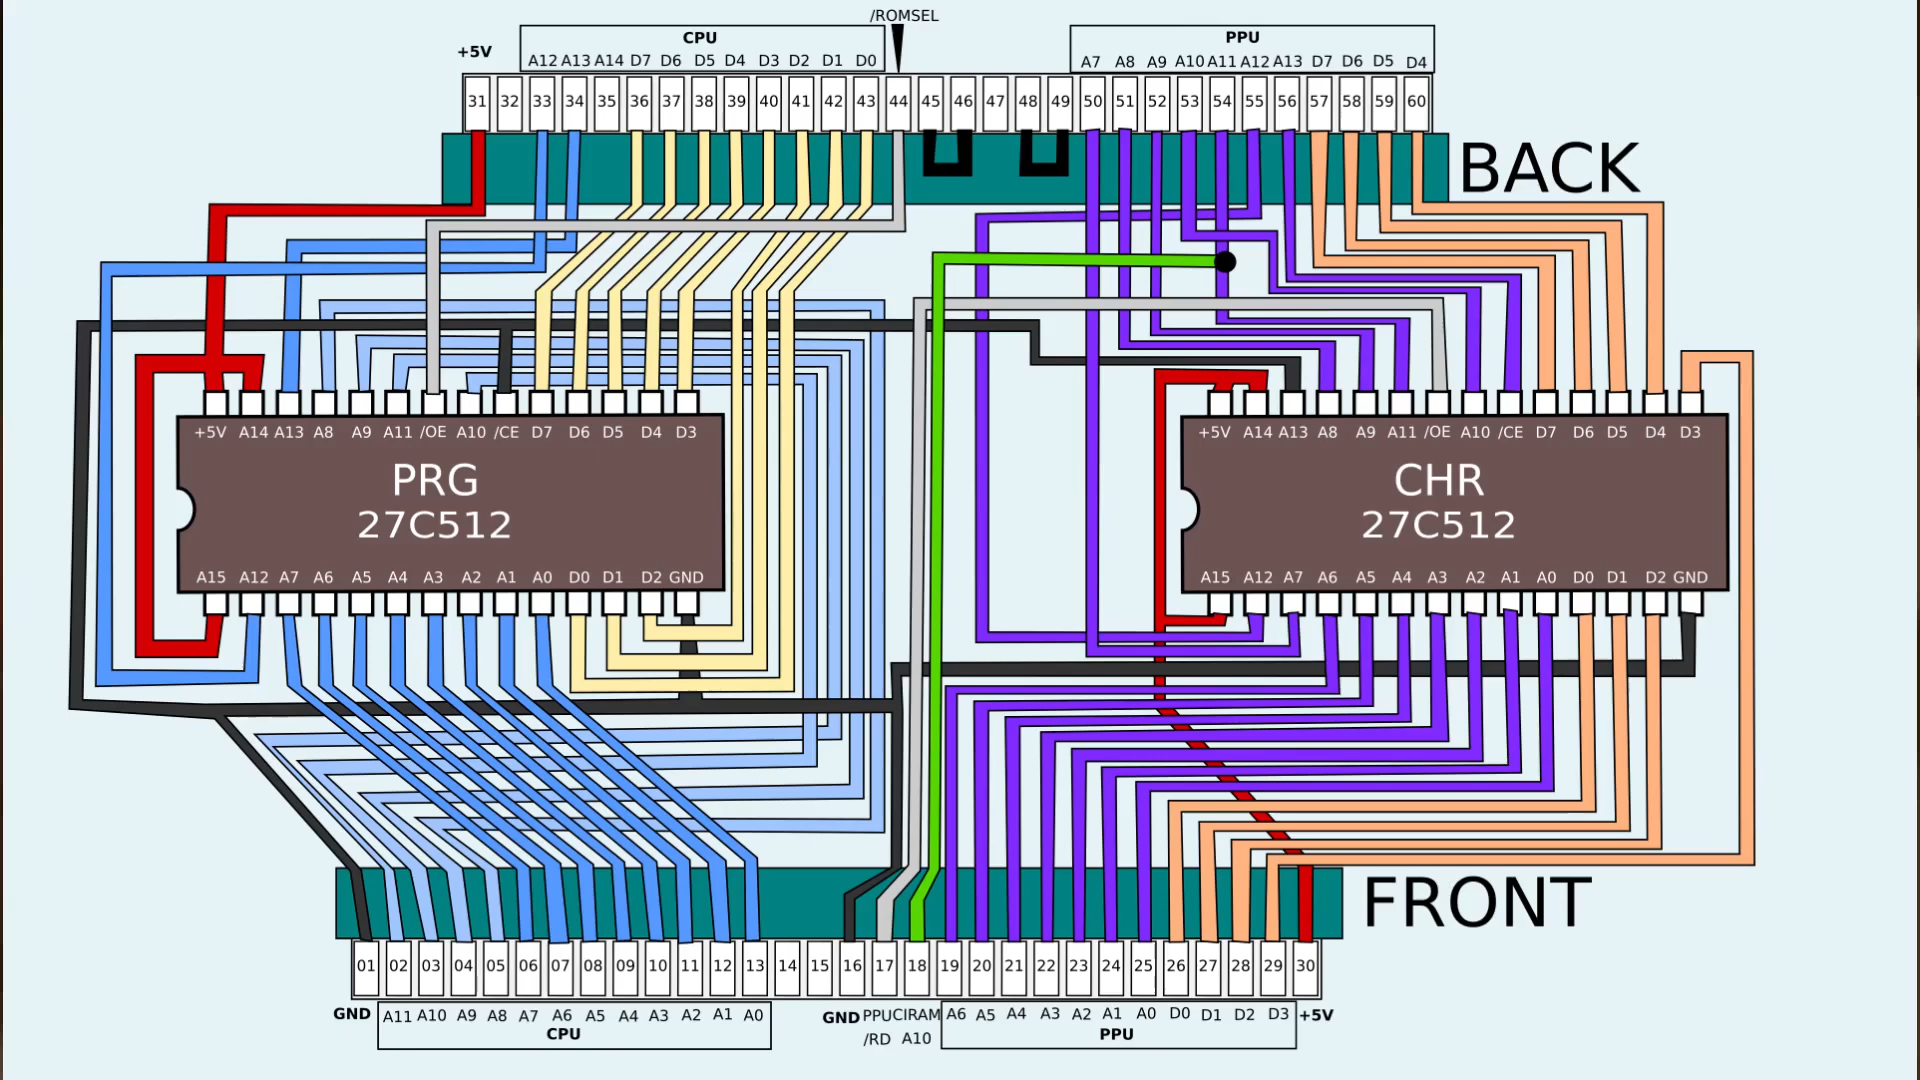 /ROMSEL
CPU
PPU
+5V
A12 A13 A14 D7 D6 D5 D4 D3 D2 D1 D0
A7 A8 A9 A10 A11 A12 A13 D7 D6 D5 D4
31 32 33 34 35 36 37 38 39 40 41 42 43 44 45 46 47 48 49 50 51 52 53 54 55 56 57 58 59 60
BACK
+5V A14 A13 A8 A9 A11 /OE A10 /CE D7 D6 D5 D4 D3
PRG
27C512
A15 A12 A7 A6 A5 A4 A3 A2 A1 A0 D0 D1 D2 GND
+5V A14 A13 A8 A9 A11 /OE A10 /CE D7 D6 D5 D4 D3
CHR
27C512
A15 A12 A7 A6 A5 A4 A3 A2 A1 A0 D0 D1 D2 GND
FRONT
01 02 03 04 05 06 07 08 09 10 11 12 13 14 15 16 17 18 19 20 21 22 23 24 25 26 27 28 29 30
GND A11 A10 A9 A8 A7 A6 A5 A4 A3 A2 A1 A0
CPU
GND PPU CIRAM A6 A5 A4 A3 A2 A1 A0 D0 D1 D2 D3 +5V
/RD A10
PPU